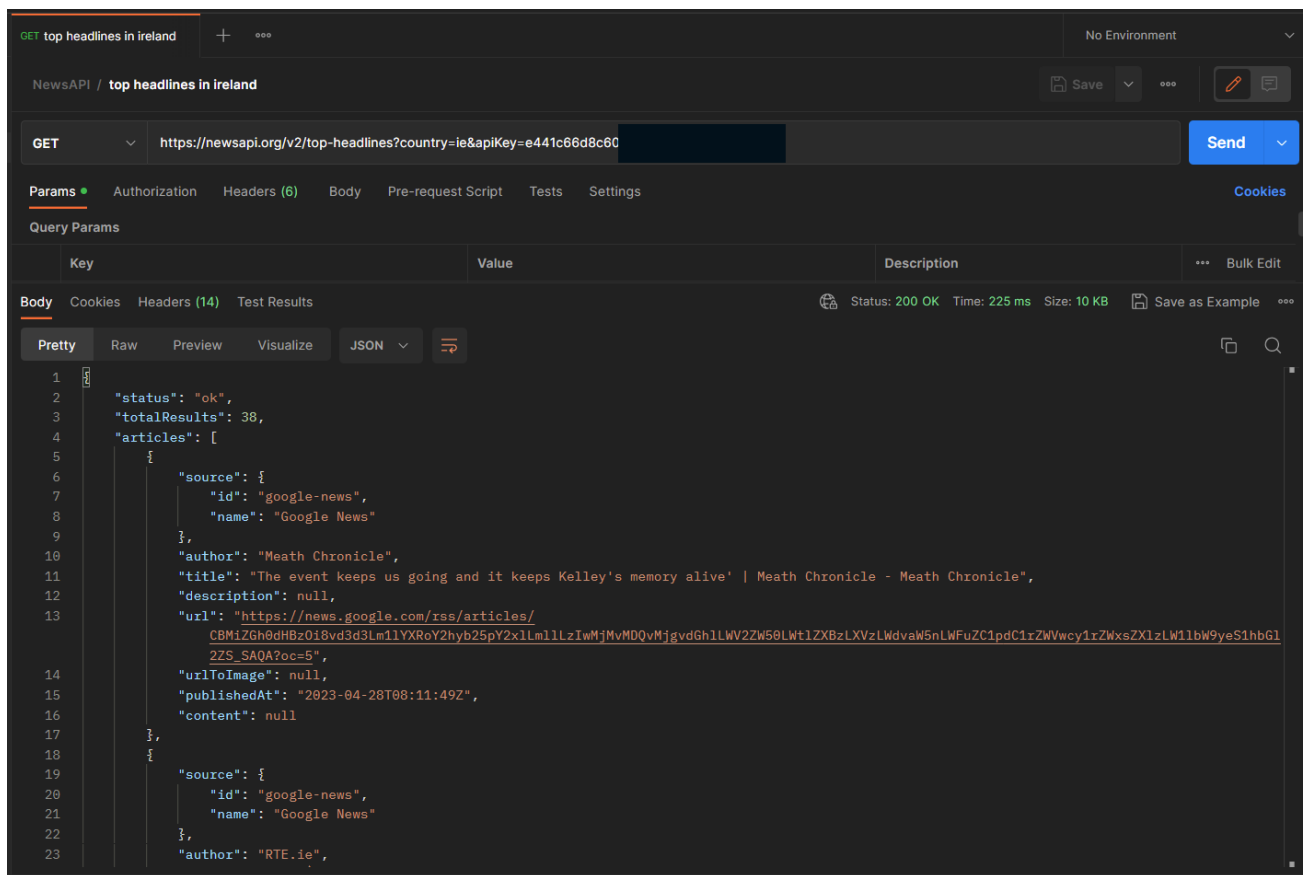 GET top headlines in ireland
No Environment
NewsAPI / top headlines in ireland
Save
GET
https://newsapi.org/v2/top-headlines?country=ie&apiKey=e441c66d8c60
Send
Params
Authorization
Headers (6)
Body
Pre-request Script
Tests
Settings
Cookies
Query Params
Key
Value
Description
Bulk Edit
Body
Cookies
Headers (14)
Test Results
Status: 200 OK
Time: 225 ms
Size: 10 KB
Save as Example
Pretty
Raw
Preview
Visualize
JSON
1 {
2 "status": "ok",
3 "totalResults": 38,
4 "articles": [
5 {
6 "source": {
7 "id": "google-news",
8 "name": "Google News"
9 },
10 "author": "Meath Chronicle",
11 "title": "The event keeps us going and it keeps Kelley's memory alive' | Meath Chronicle - Meath Chronicle",
12 "description": null,
13 "url": "https://news.google.com/rss/articles/
CBMiZGh0dHBzOi8vd3d3Lm1lYXRoY2hyb25pY2xlLmllLzIwMjMvMDQvMjgvdGhlLWV2ZW50LWtlZXBzLXVzLWdvaW5nLWFuZC1pdC1rZWVwcy1rZWxsZXlzLW1lbW9yeS1hbGl
2ZS_SAQA?oc=5",
14 "urlToImage": null,
15 "publishedAt": "2023-04-28T08:11:49Z",
16 "content": null
17 },
18 {
19 "source": {
20 "id": "google-news",
21 "name": "Google News"
22 },
23 "author": "RTE.ie",